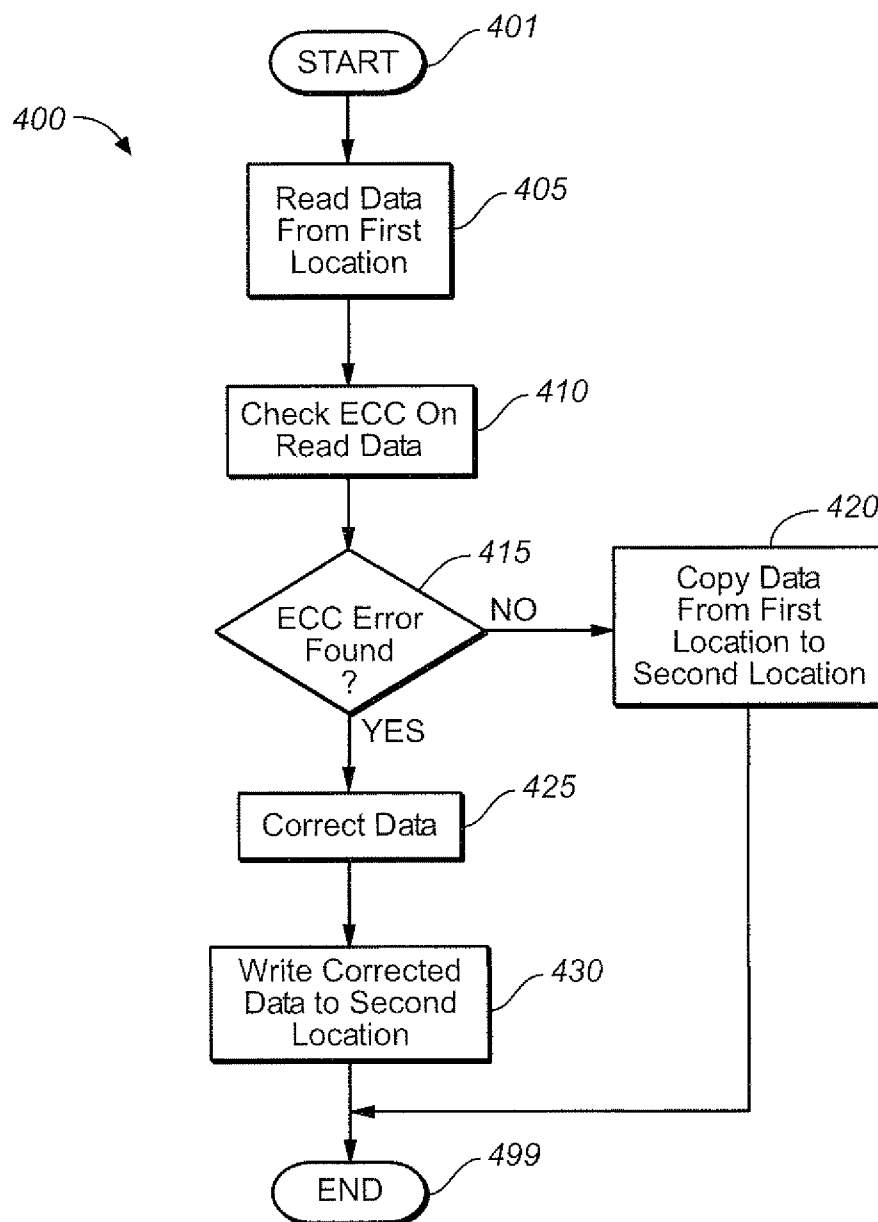 401
START
400
Read Data
From First
Location
405
Check ECC On
Read Data
410
415
ECC Error
Found
?
NO
YES
420
Copy Data
From First
Location to
Second Location
425
Correct Data
Write Corrected
Data to Second
Location
430
499
END